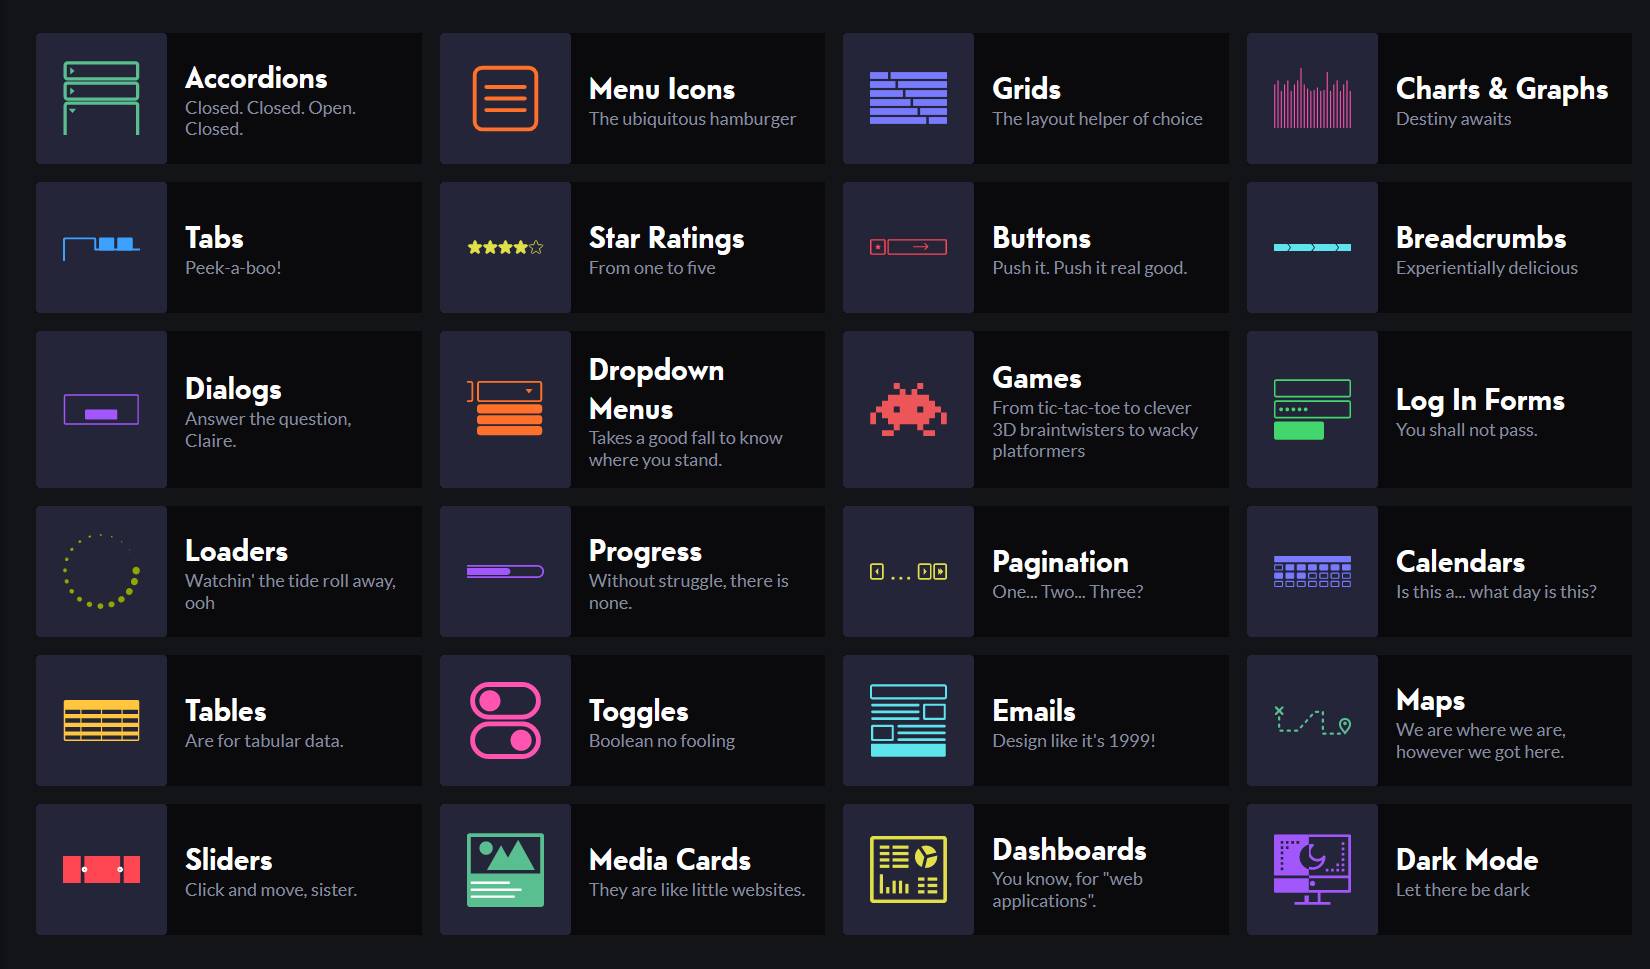 Accordions
Closed. Closed. Open.
Closed.
Menu Icons
The ubiquitous hamburger
Grids
The layout helper of choice
Charts & Graphs
Destiny awaits
Tabs
Peek-a-boo!
Star Ratings
From one to five
Buttons
Push it. Push it real good.
Breadcrumbs
Experientially delicious
Dialogs
Answer the question,
Claire.
Dropdown
Menus
Takes a good fall to know
where you stand.
Games
From tic-tac-toe to clever
3D braintwisters to wacky
platformers
Log In Forms
You shall not pass.
Loaders
Watchin' the tide roll away,
ooh
Progress
Without struggle, there is
none.
Pagination
One... Two... Three?
Calendars
Is this a... what day is this?
Tables
Are for tabular data.
Toggles
Boolean no fooling
Emails
Design like it's 1999!
Maps
We are where we are,
however we got here.
Sliders
Click and move, sister.
Media Cards
They are like little websites.
Dashboards
You know, for "web
applications".
Dark Mode
Let there be dark